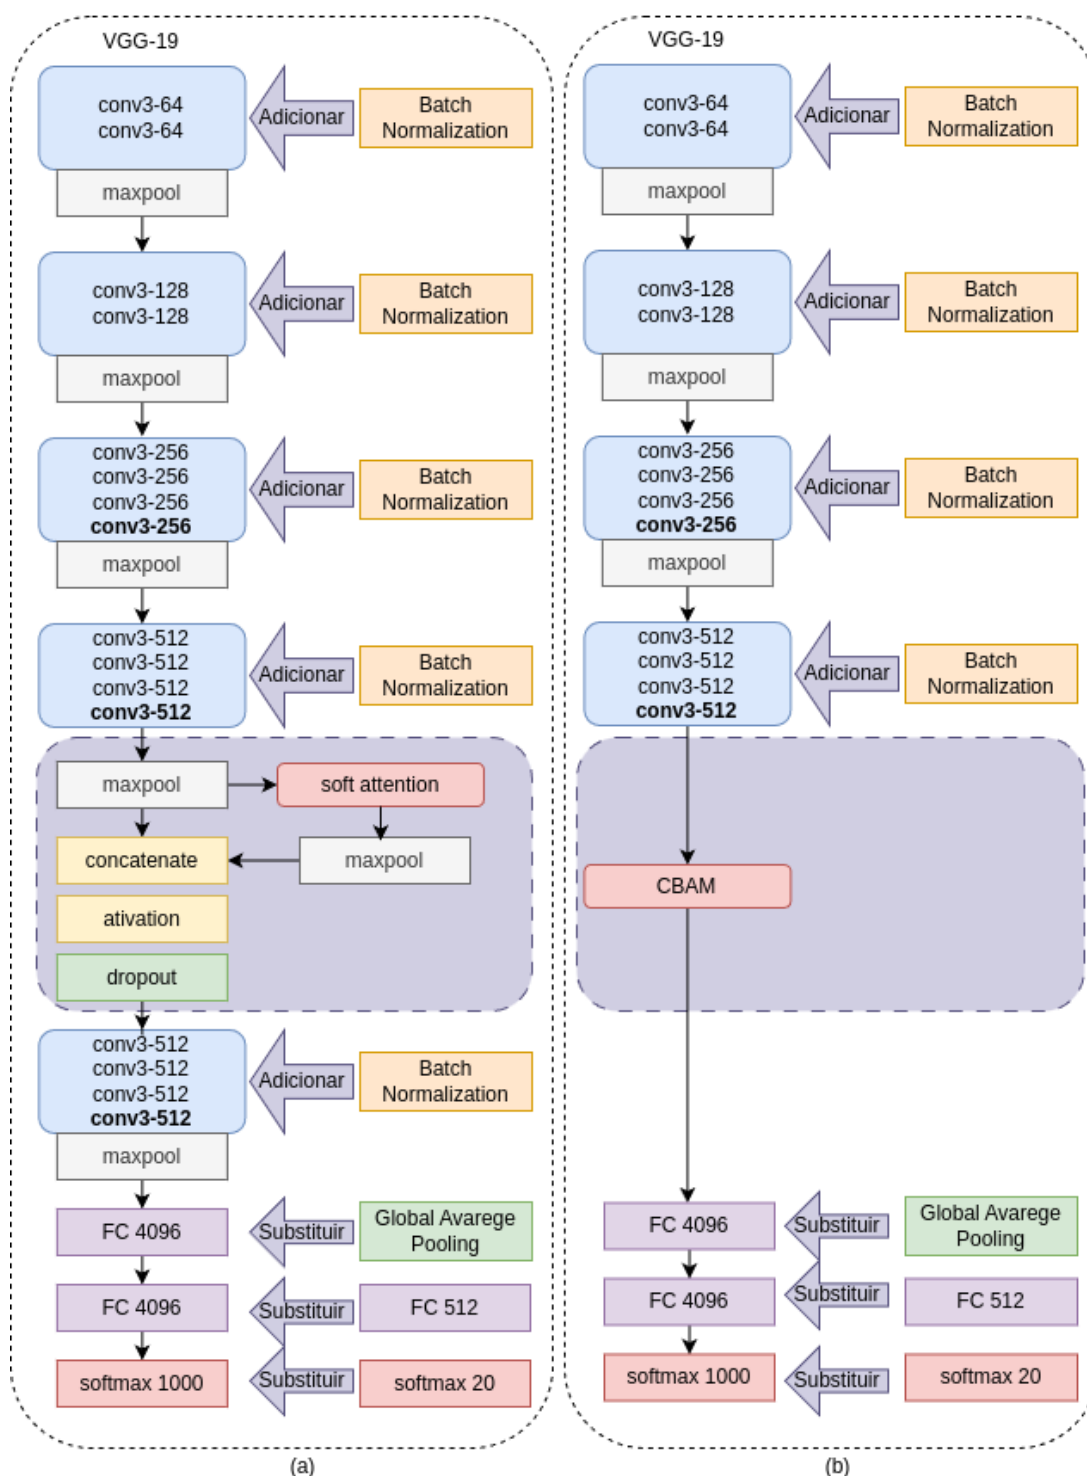 VGG-19
conv3-64
conv3-64
Adicionar
Batch
Normalization
maxpool
conv3-128
conv3-128
Adicionar
Batch
Normalization
maxpool
conv3-256
conv3-256
conv3-256
conv3-256
Adicionar
Batch
Normalization
maxpool
conv3-512
conv3-512
conv3-512
conv3-512
Adicionar
Batch
Normalization
maxpool
soft attention
concatenate
maxpool
ativation
dropout
conv3-512
conv3-512
conv3-512
conv3-512
Adicionar
Batch
Normalization
maxpool
FC 4096
Substituir
Global Avarege
Pooling
FC 4096
Substituir
FC 512
softmax 1000
Substituir
softmax 20
(a)
VGG-19
conv3-64
conv3-64
Adicionar
Batch
Normalization
maxpool
conv3-128
conv3-128
Adicionar
Batch
Normalization
maxpool
conv3-256
conv3-256
conv3-256
conv3-256
Adicionar
Batch
Normalization
maxpool
conv3-512
conv3-512
conv3-512
conv3-512
Adicionar
Batch
Normalization
CBAM
FC 4096
Substituir
Global Avarege
Pooling
FC 4096
Substituir
FC 512
softmax 1000
Substituir
softmax 20
(b)